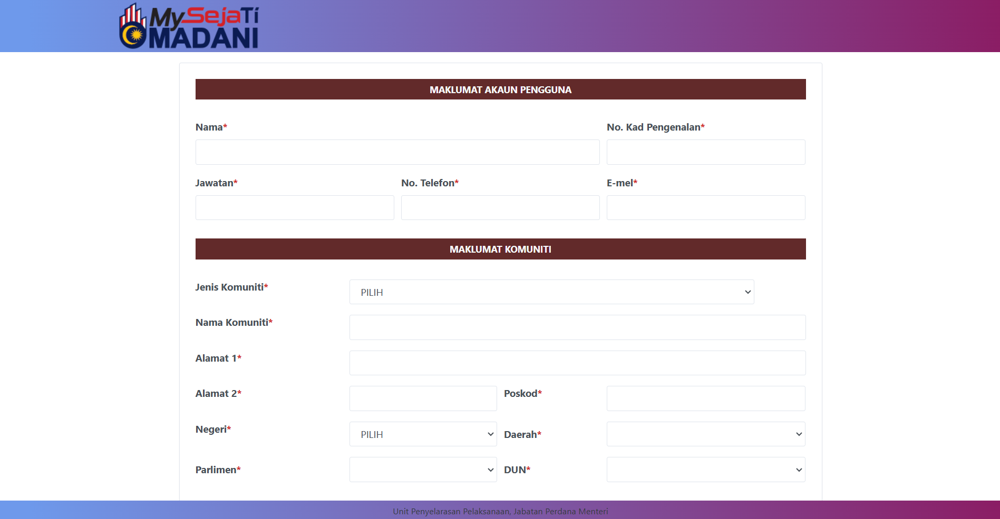 MySejaTi
MADANI
MAKLUMAT AKAUN PENGGUNA
Nama*
No. Kad Pengenalan*
Jawatan*
No. Telefon*
E-mel*
MAKLUMAT KOMUNITI
Jenis Komuniti*
PILIH
Nama Komuniti*
Alamat 1*
Alamat 2*
Poskod*
Negeri*
PILIH
Daerah*
Parlimen*
DUN*
Unit Penyelarasan Pelaksanaan, Jabatan Perdana Menteri